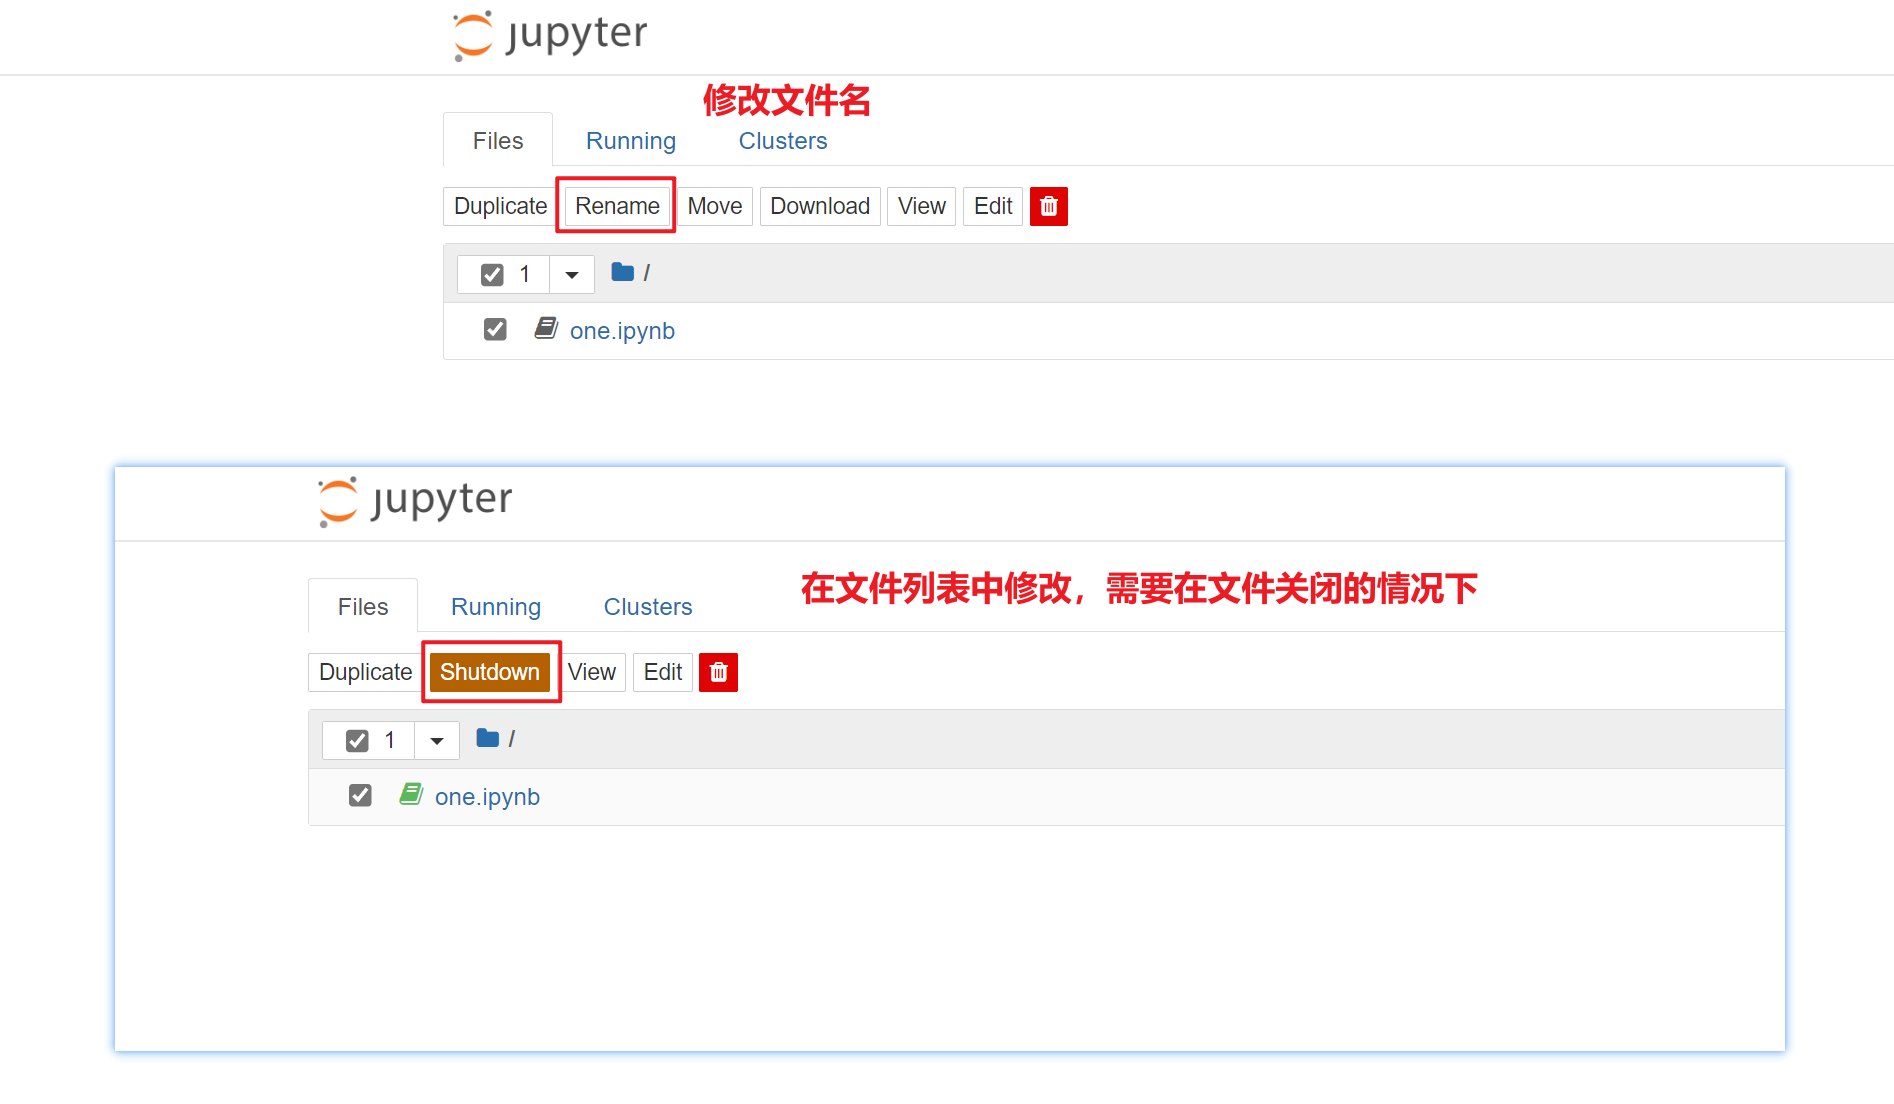 jupyter
修改文件名
Files Running Clusters
Duplicate Rename Move Download View Edit
1 /
one.ipynb
jupyter
在文件列表中修改，需要在文件关闭的情况下
Files Running Clusters
Duplicate Shutdown View Edit
1 /
one.ipynb